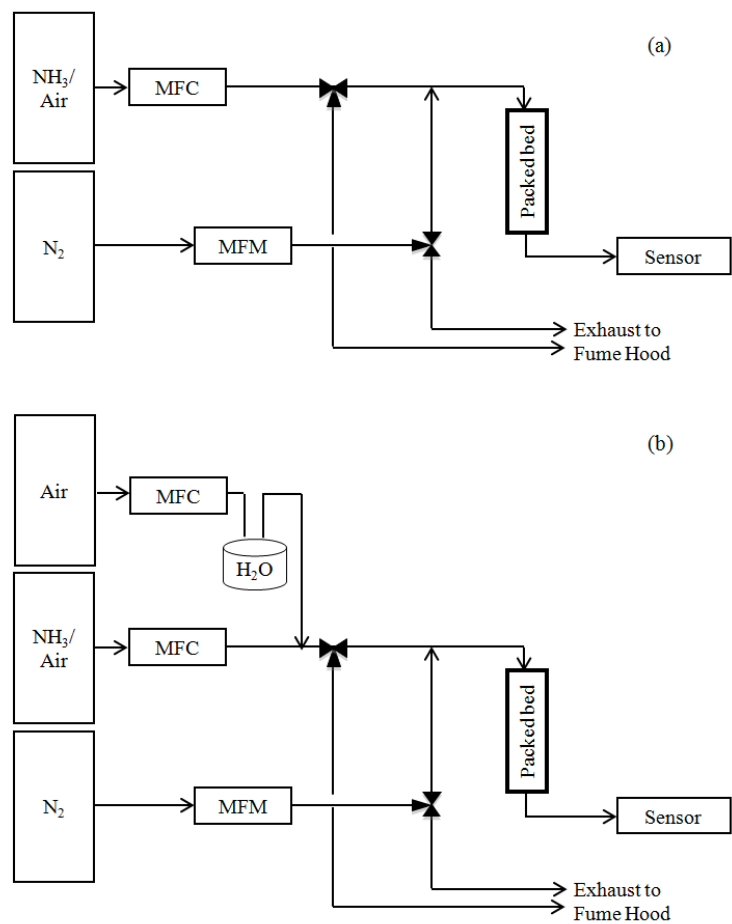 (a)
NH₃/
Air
MFC
Packed bed
N₂
MFM
Sensor
Exhaust to
Fume Hood
(b)
Air
MFC
H₂O
NH₃/
Air
MFC
Packed bed
N₂
MFM
Sensor
Exhaust to
Fume Hood